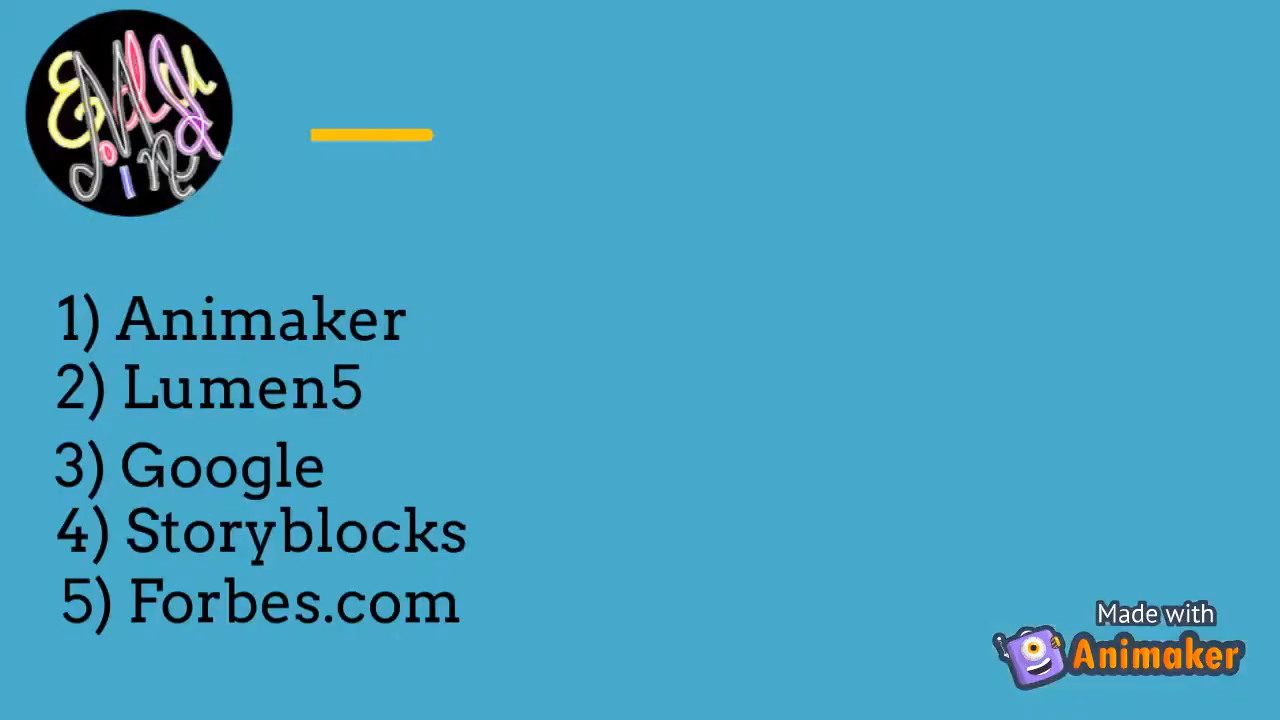 1) Animaker
2) Lumen5
3) Google
4) Storyblocks
5) Forbes.com
Made with
Animaker